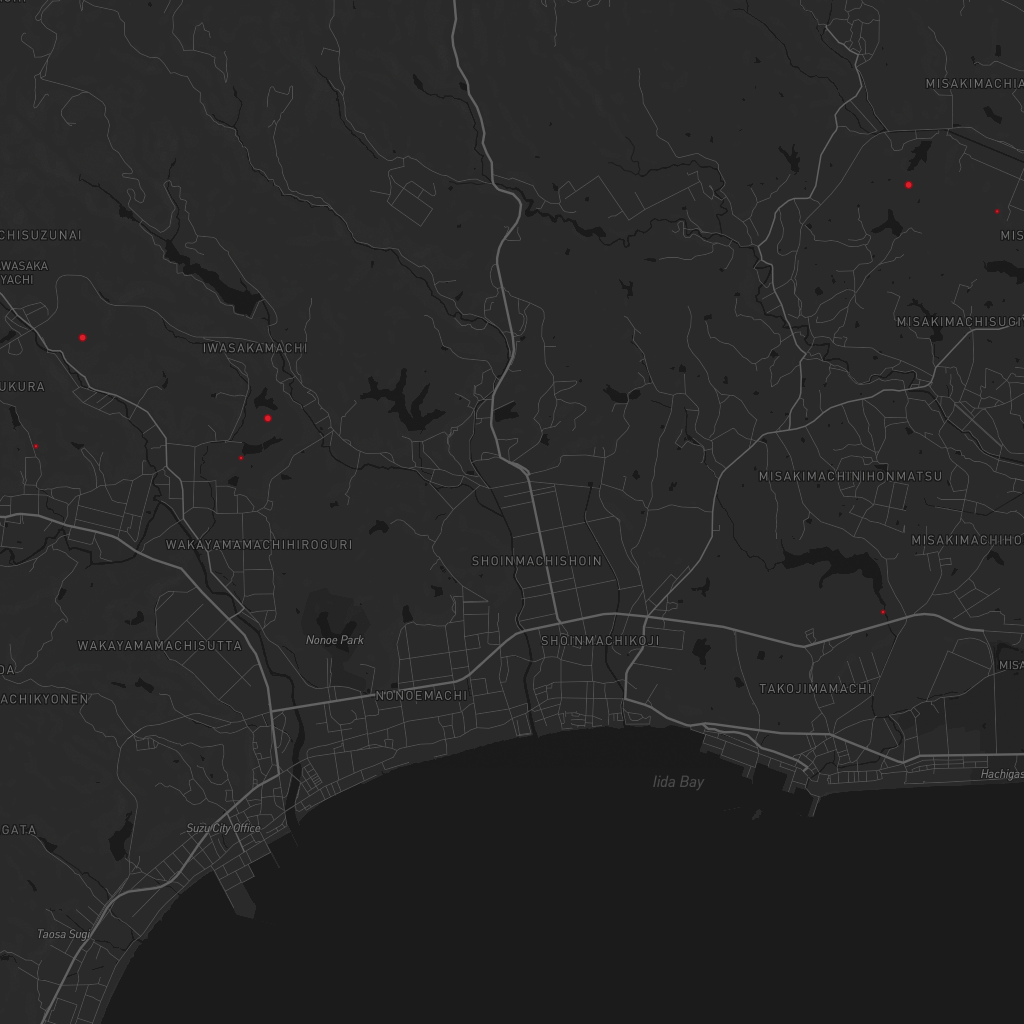 MISAKIMACHIA
CHISUZUNAI
MIS
WASAKA
YACHI
MISAKIMACHISUGI
IWASAKAMACHI
UKURA
MISAKIMACHINIHONMATSU
MISAKIMACHIHO
WAKAYAMAMACHIHIROGURI
SHOINMACHISHOIN
Nonoe Park
SHOINMACHIKOJI
WAKAYAMAMACHISUTTA
MISA
DA
TAKOJIMAMACHI
NONOEMACHI
ACHIKYONEN
Iida Bay
Hachigas
Suzu City Office
GATA
Taosa Sugi